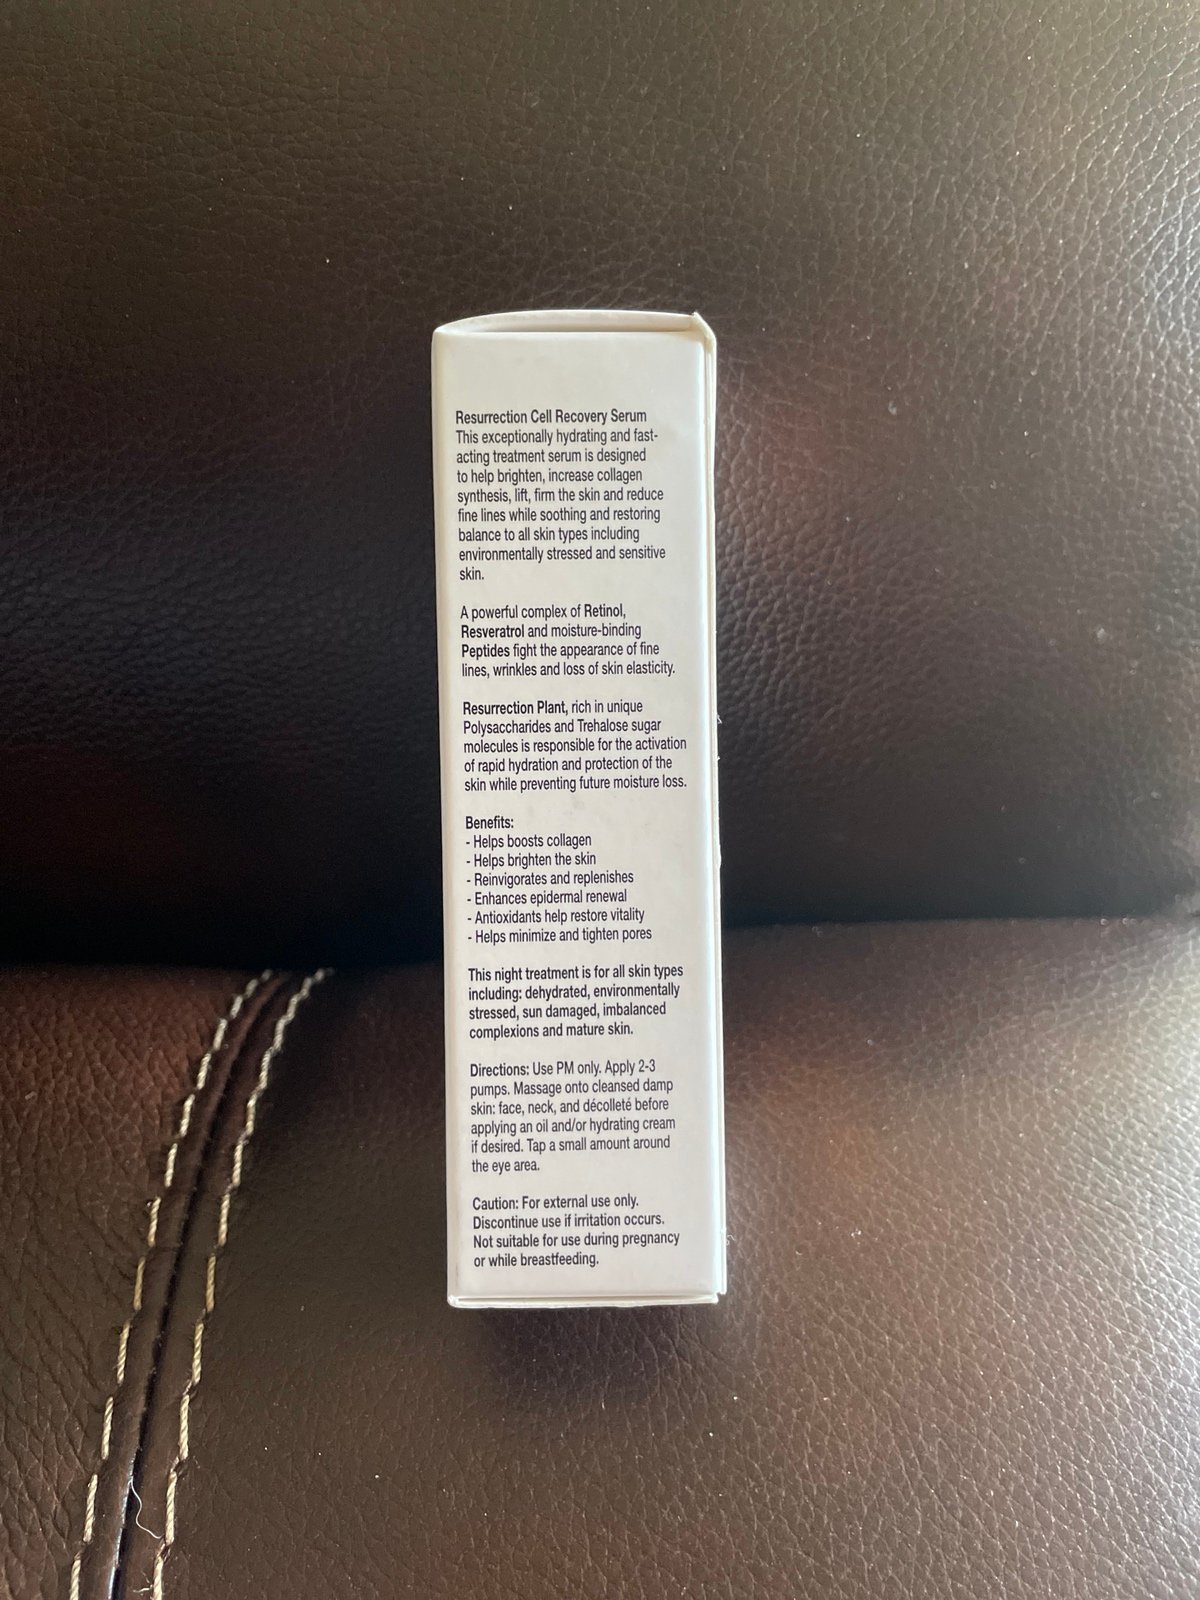 Resurrection Cell Recovery Serum
This exceptionally hydrating and fast-
acting treatment serum is designed
to help brighten, increase collagen
synthesis, lift, firm the skin and reduce
fine lines while soothing and restoring
balance to all skin types including
environmentally stressed and sensitive
skin.
A powerful complex of Retinol,
Resveratrol and moisture-binding
Peptides fight the appearance of fine
lines, wrinkles and loss of skin elasticity.
Resurrection Plant, rich in unique
Polysaccharides and Trehalose sugar
molecules is responsible for the activation
of rapid hydration and protection of the
skin while preventing future moisture loss.
Benefits:
- Helps boosts collagen
- Helps brighten the skin
- Reinvigorates and replenishes
- Enhances epidermal renewal
- Antioxidants help restore vitality
- Helps minimize and tighten pores
This night treatment is for all skin types
including: dehydrated, environmentally
stressed, sun damaged, imbalanced
complexions and mature skin.
Directions: Use PM only. Apply 2-3
pumps. Massage onto cleansed damp
skin: face, neck, and décolleté before
applying an oil and/or hydrating cream
if desired. Tap a small amount around
the eye area.
Caution: For external use only.
Discontinue use if irritation occurs.
Not suitable for use during pregnancy
or while breastfeeding.